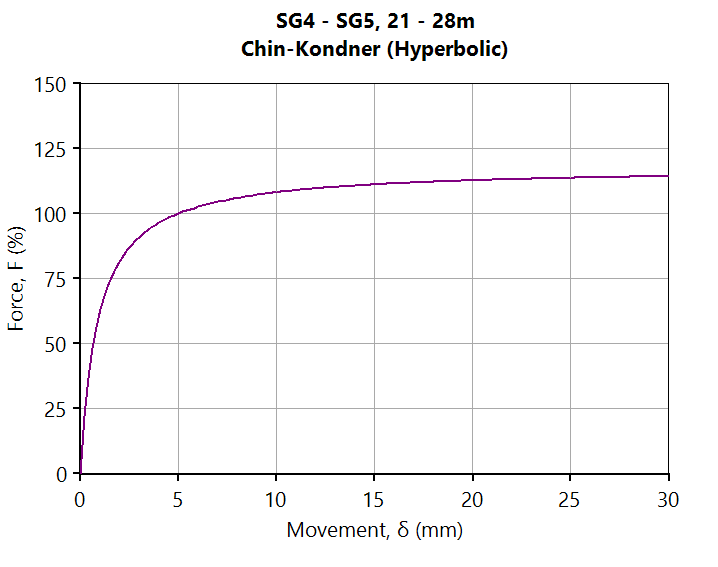 SG4 - SG5, 21 - 28m
Chin-Kondner (Hyperbolic)
150
125
100
75
50
25
0
Force, F (%)
0 5 10 15 20 25 30
Movement, δ (mm)